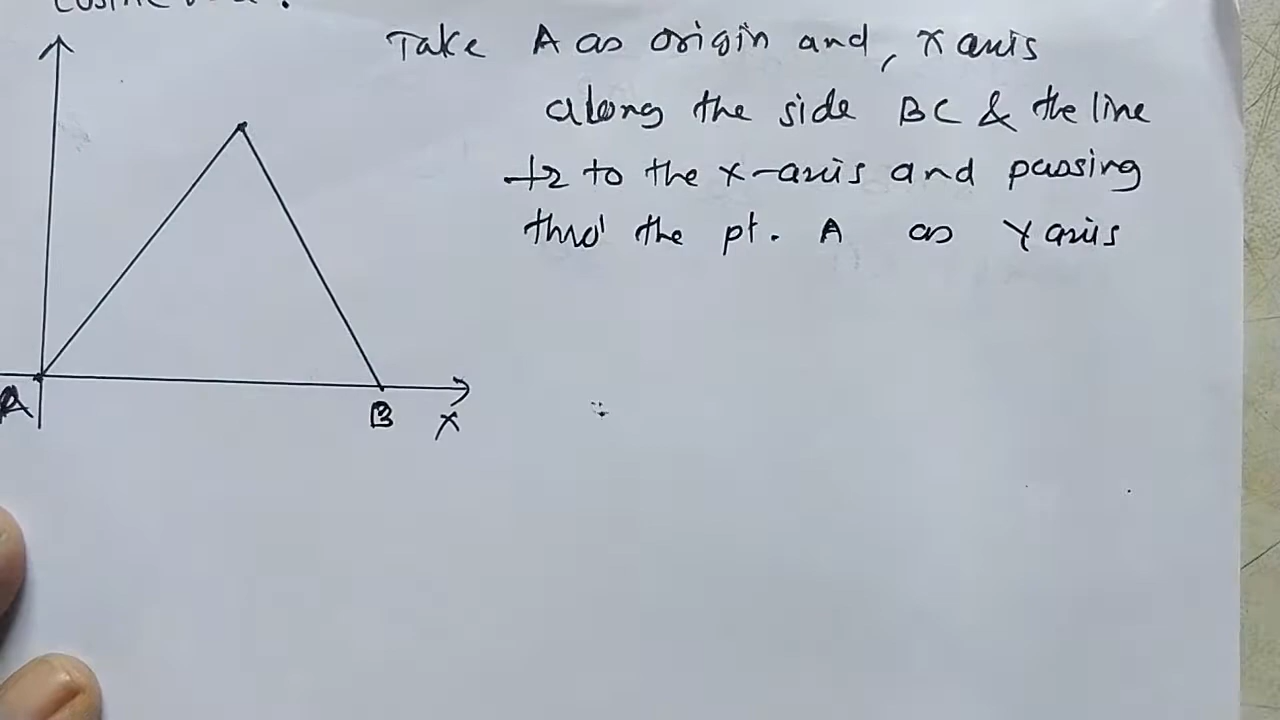 Take A as origin and, X axis
along the side BC & the line
⊥r to the x-axis and passing
thro' the pt. A as Y axis
A
B
X